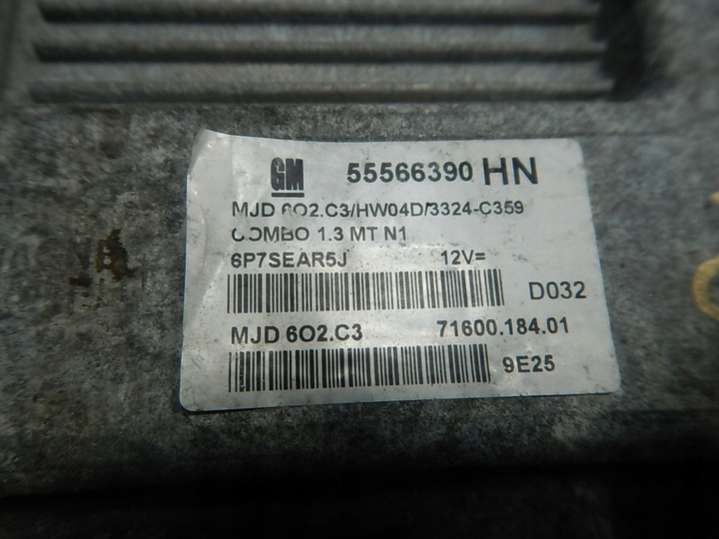 GM 55566390 HN
MJD 6O2.C3/HW04D/3324-C359
COMBO 1.3 MT N1
6P7SEAR5J 12V=
D032
MJD 6O2.C3 71600.184.01
9E25